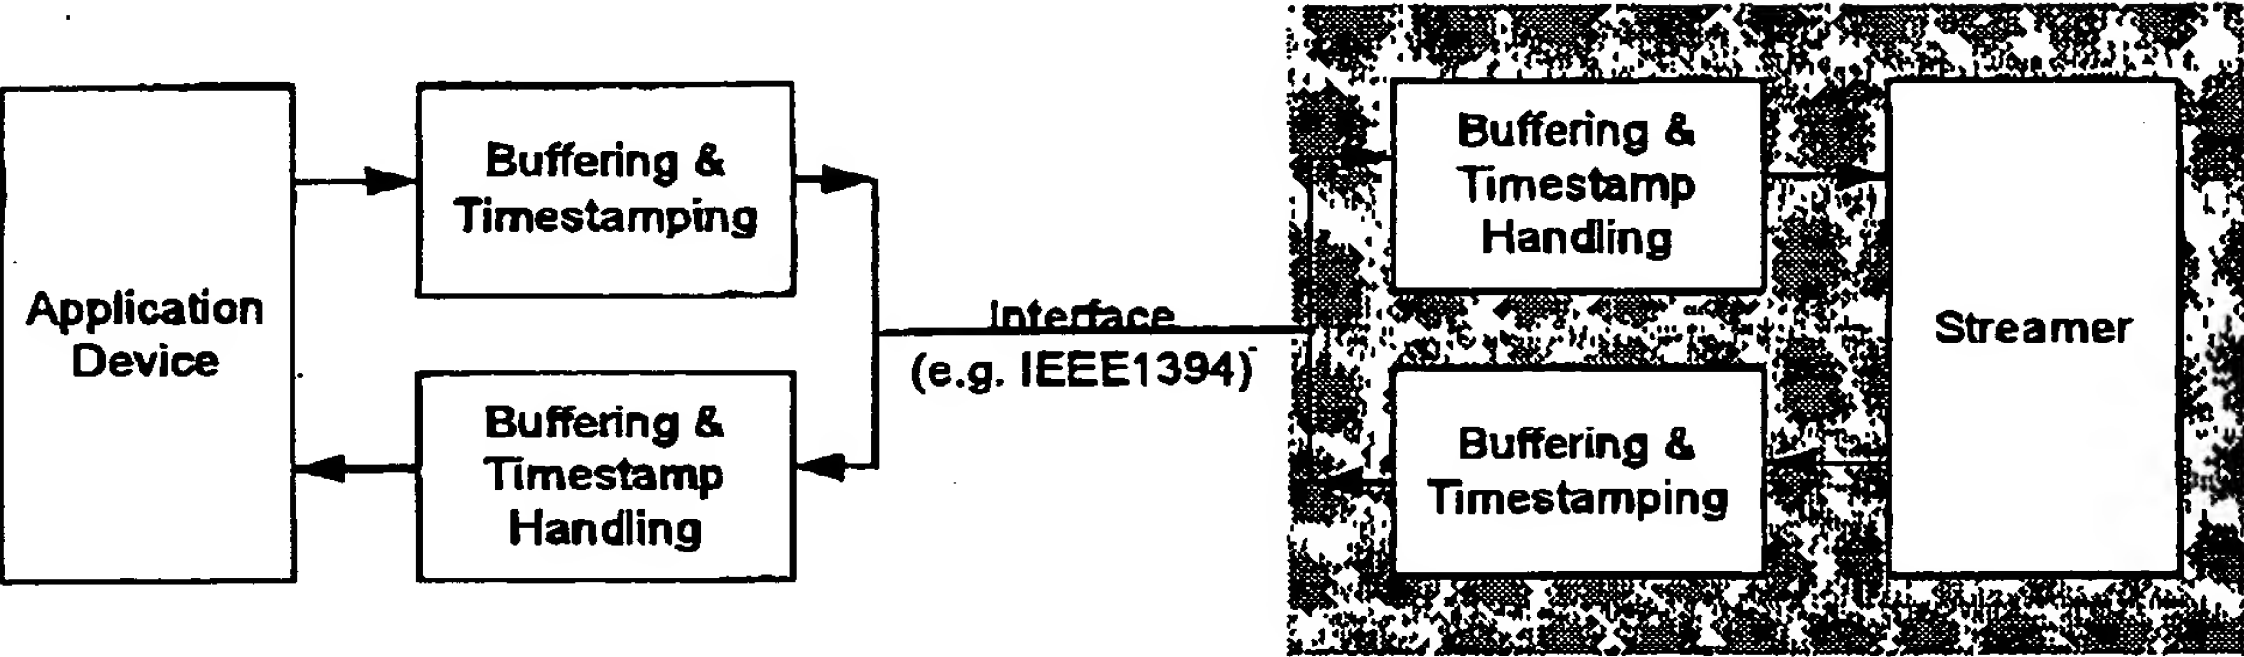 Application
Device
Buffering &
Timestamping
Buffering &
Timestamp
Handling
Interface
(e.g. IEEE1394)
Buffering &
Timestamp
Handling
Buffering &
Timestamping
Streamer